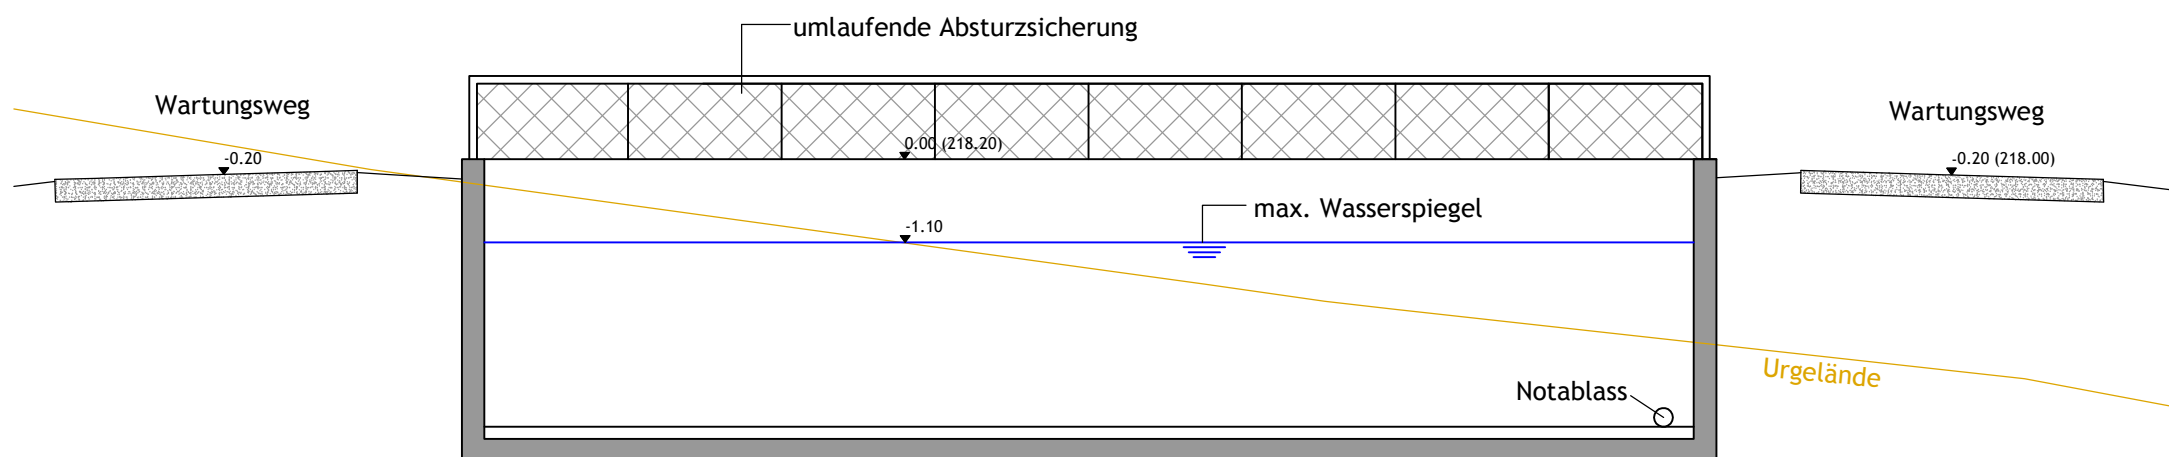 umlaufende Absturzsicherung
Wartungsweg
Wartungsweg
0.00 (218.20)
-0.20
-0.20 (218.00)
max. Wasserspiegel
-1.10
Urgelände
Notablass